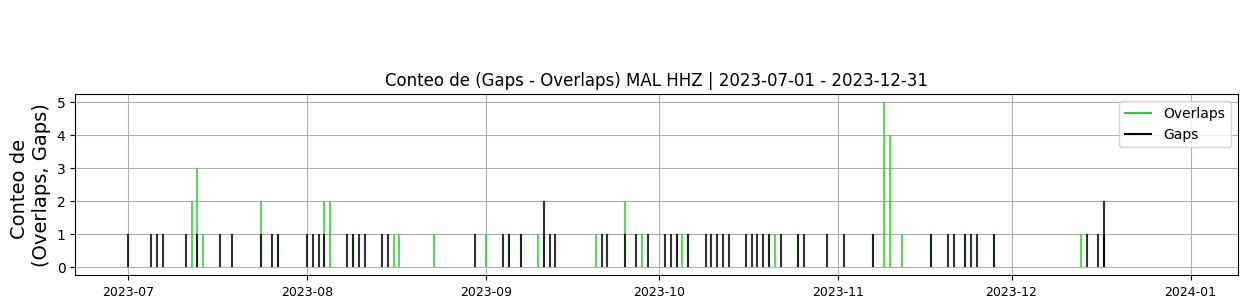 Conteo de (Gaps - Overlaps) MAL HHZ | 2023-07-01 - 2023-12-31
Conteo de
(Overlaps, Gaps)
5
4
3
2
1
0
Overlaps
Gaps
2023-07
2023-08
2023-09
2023-10
2023-11
2023-12
2024-01